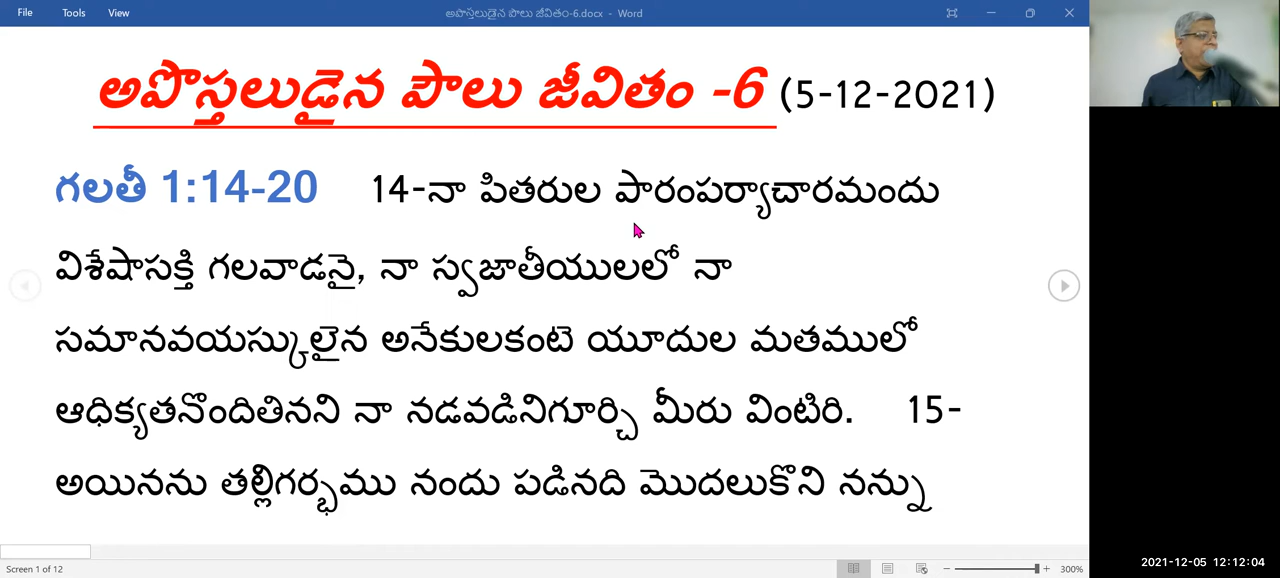 File Tools View అపొస్తలుడైన పౌలు జీవితం-6.docx - Word
అపొస్తలుడైన పౌలు జీవితం -6 (5-12-2021)
గలతీ 1:14-20 14-నా పితరుల పారంపర్యాచారమందు
విశేషాసక్తి గలవాడనై, నా స్వజాతీయులలో నా
సమానవయస్కులైన అనేకులకంటె యూదుల మతములో
ఆధిక్యతనొందితినని నా నడవడినిగూర్చి మీరు వింటిరి. 15-
అయినను తల్లిగర్భము నందు పడినది మొదలుకొని నన్ను
2021-12-05 12:12:04
Screen 1 of 12 300%